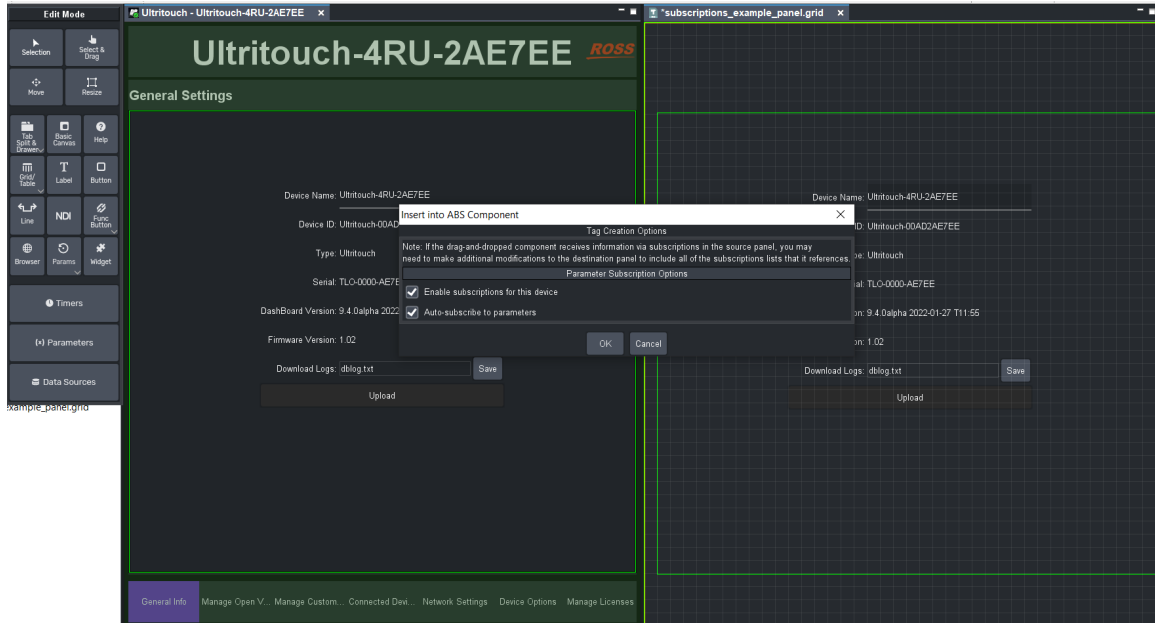 Edit Mode
Selection
Select & Drag
Move
Resize
Tab Split & Drawer
Basic Canvas
Help
Grid/ Table
Label
Button
Line
NDI
Func Button
Browser
Params
Widget
Timers
Parameters
Data Sources
example_panel.grid
Ultritouch - Ultritouch-4RU-2AE7EE
Ultritouch-4RU-2AE7EE
ROSS
General Settings
Device Name: Ultritouch-4RU-2AE7EE
Device ID: Ultritouch-00AD
Type: Ultritouch
Serial: TLO-0000-AE7E
DashBoard Version: 9.4.0alpha 2022
Firmware Version: 1.02
Download Logs: dblog.txt Save
Upload
General Info Manage Open V... Manage Custom... Connected Devi... Network Settings Device Options Manage Licenses
Insert into ABS Component
Tag Creation Options
Note: If the drag-and-dropped component receives information via subscriptions in the source panel, you may
need to make additional modifications to the destination panel to include all of the subscriptions lists that it references.
Parameter Subscription Options
Enable subscriptions for this device
Auto-subscribe to parameters
OK Cancel
*subscriptions_example_panel.grid
Device Name: Ultritouch-4RU-2AE7EE
ID: Ultritouch-00AD2AE7EE
pe: Ultritouch
al: TLO-0000-AE7EE
on: 9.4.0alpha 2022-01-27 T11:55
on: 1.02
Download Logs: dblog.txt Save
Upload